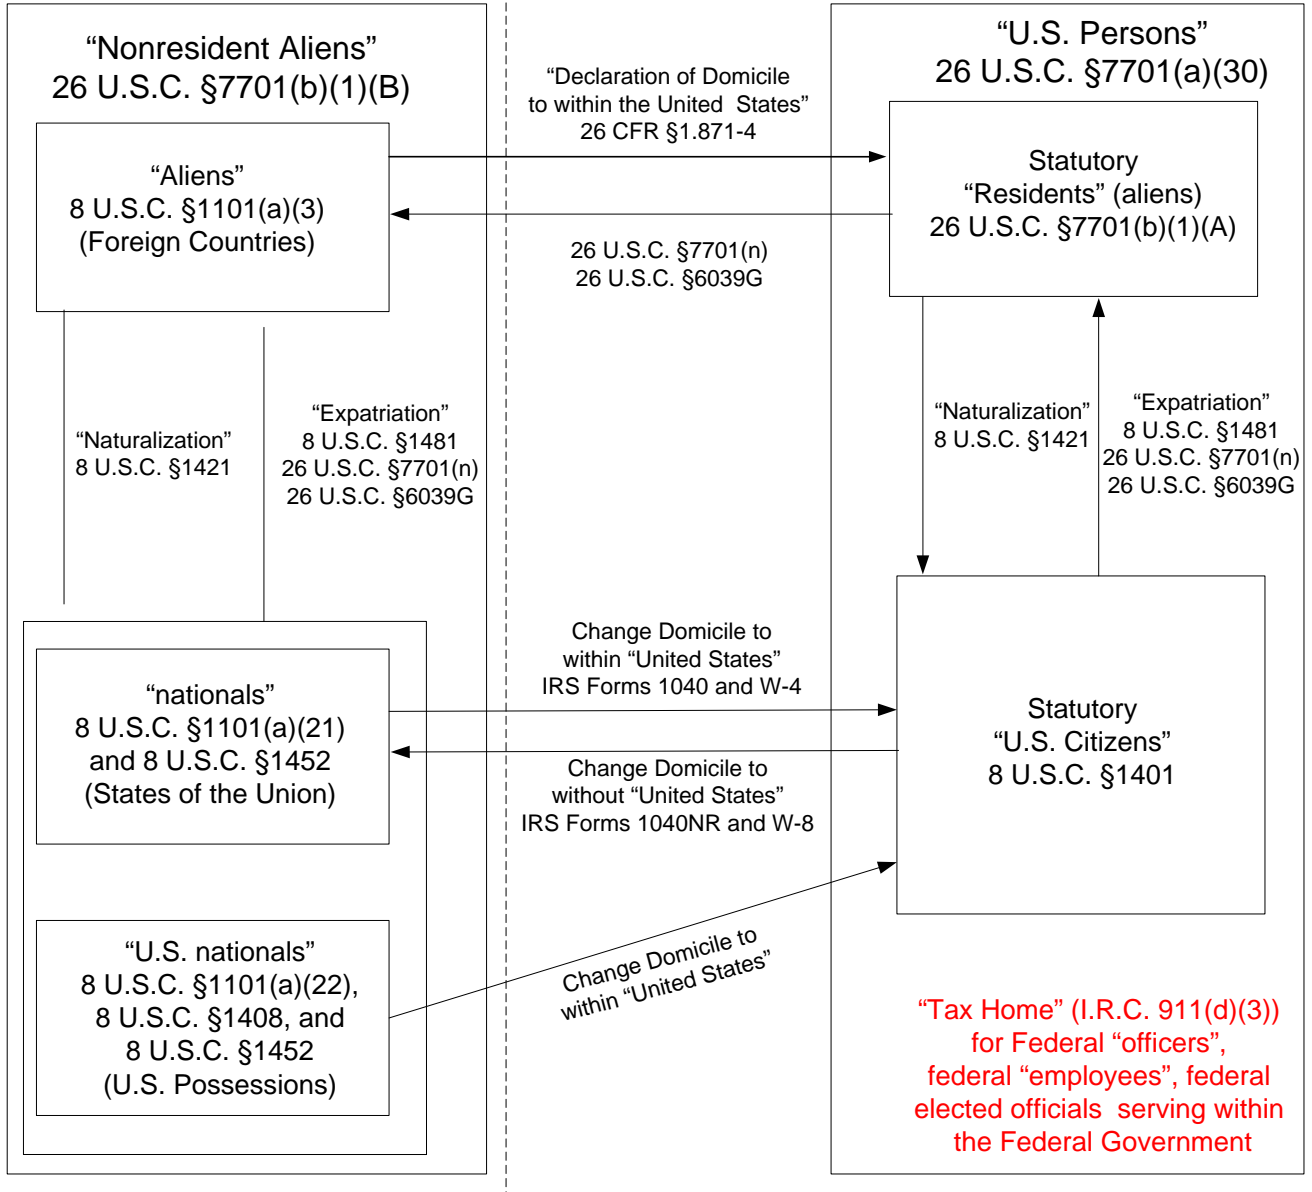 “Nonresident Aliens”
26 U.S.C. §7701(b)(1)(B)
“Aliens”
8 U.S.C. §1101(a)(3)
(Foreign Countries)
“Naturalization”
8 U.S.C. §1421
“Expatriation”
8 U.S.C. §1481
26 U.S.C. §7701(n)
26 U.S.C. §6039G
“nationals”
8 U.S.C. §1101(a)(21)
and 8 U.S.C. §1452
(States of the Union)
“U.S. nationals”
8 U.S.C. §1101(a)(22),
8 U.S.C. §1408, and
8 U.S.C. §1452
(U.S. Possessions)
“Declaration of Domicile
to within the United States”
26 CFR §1.871-4
26 U.S.C. §7701(n)
26 U.S.C. §6039G
Change Domicile to
within “United States”
IRS Forms 1040 and W-4
Change Domicile to
without “United States”
IRS Forms 1040NR and W-8
Change Domicile to
within “United States”
“U.S. Persons”
26 U.S.C. §7701(a)(30)
Statutory
“Residents” (aliens)
26 U.S.C. §7701(b)(1)(A)
“Naturalization”
8 U.S.C. §1421
“Expatriation”
8 U.S.C. §1481
26 U.S.C. §7701(n)
26 U.S.C. §6039G
Statutory
“U.S. Citizens”
8 U.S.C. §1401
“Tax Home” (I.R.C. 911(d)(3))
for Federal “officers”,
federal “employees”, federal
elected officials serving within
the Federal Government